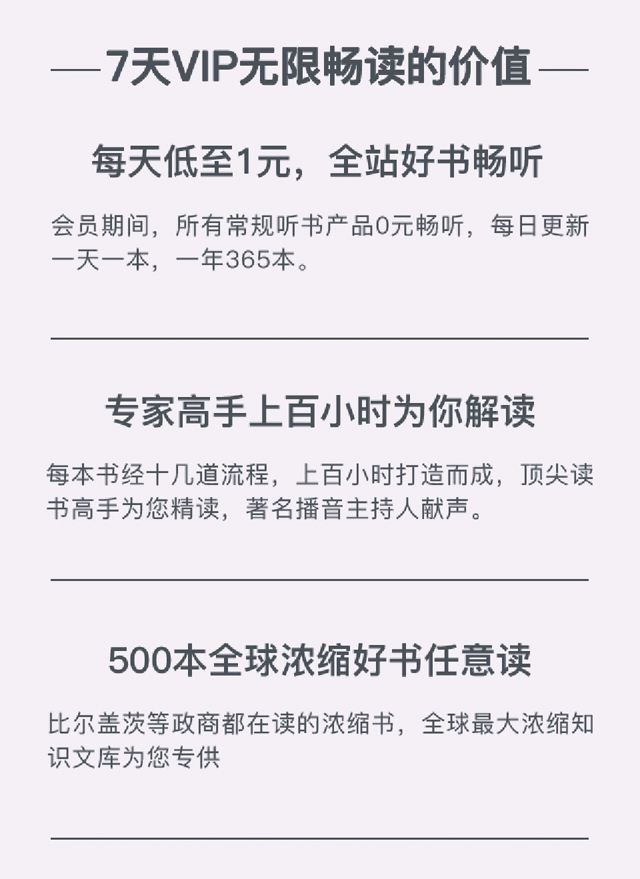 7天VIP无限畅读的价值
每天低至1元，全站好书畅听
会员期间，所有常规听书产品0元畅听，每日更新
一天一本，一年365本。
专家高手上百小时为你解读
每本书经十几道流程，上百小时打造而成，顶尖读
书高手为您精读，著名播音主持人献声。
500本全球浓缩好书任意读
比尔盖茨等政商都在读的浓缩书，全球最大浓缩知
识文库为您专供